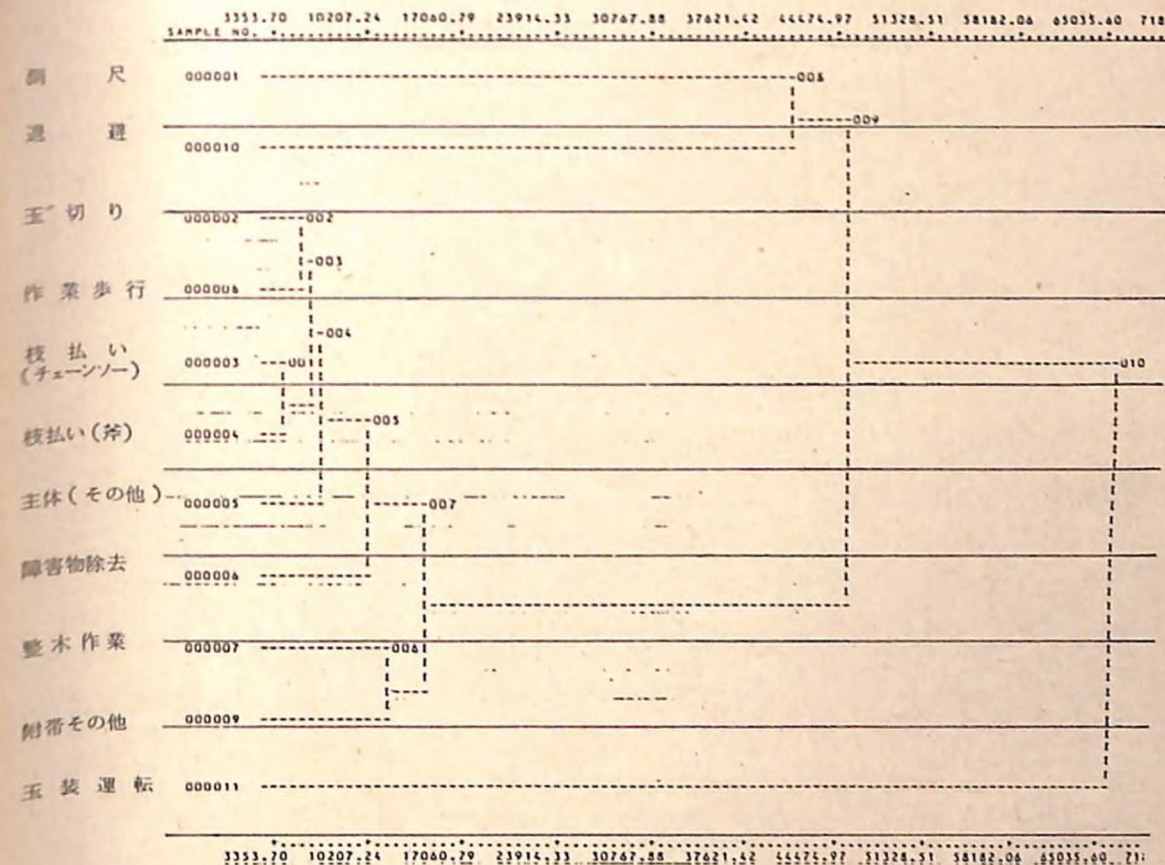 3353.70 10207.24 17060.79 23914.33 30767.88 37621.42 44474.97 51328.51 58182.06 65035.60 718
SAMPLE NO.
測尺 000001 008
退避 009
000010
玉切り 000002 002
003
作業歩行 000006
004
枝払い
(チェーンソー) 000003 001 010
枝払い(斧) 000004 005
主体(その他) 000005 007
障害物除去 000006
整木作業 000007 006
附帯その他 000009
玉装運転 000011
3353.70 10207.24 17060.79 23914.33 30767.88 37621.42 44474.97 51328.51 58182.06 65035.60 71